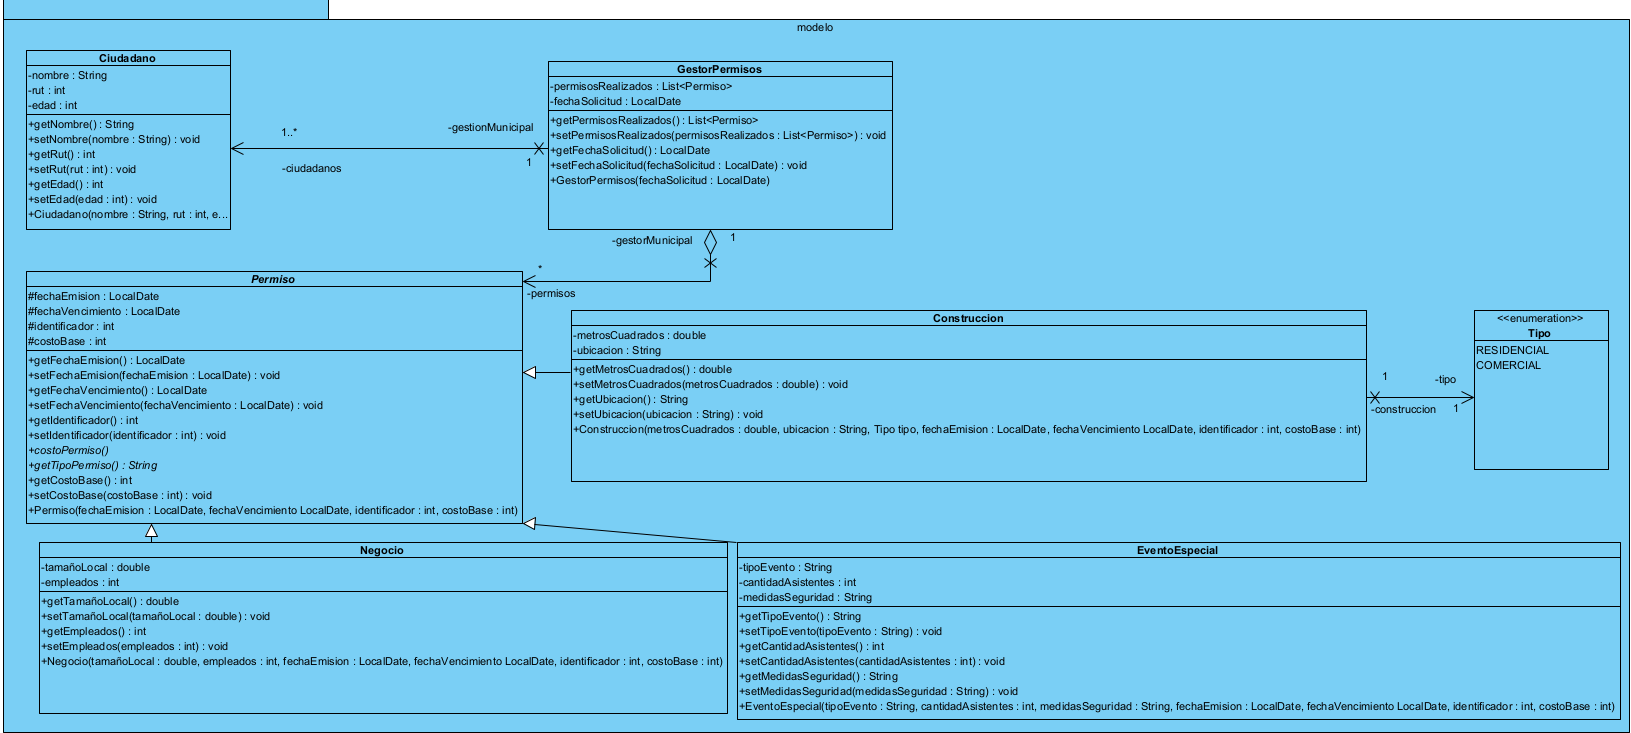 modelo
Ciudadano
-nombre : String
-rut : int
-edad : int
+getNombre() : String
+setNombre(nombre : String) : void
+getRut() : int
+setRut(rut : int) : void
+getEdad() : int
+setEdad(edad : int) : void
+Ciudadano(nombre : String, rut : int, e...
1..*
-ciudadanos
-gestionMunicipal
1
GestorPermisos
-permisosRealizados : List<Permiso>
-fechaSolicitud : LocalDate
+getPermisosRealizados() : List<Permiso>
+setPermisosRealizados(permisosRealizados : List<Permiso>) : void
+getFechaSolicitud() : LocalDate
+setFechaSolicitud(fechaSolicitud : LocalDate) : void
+GestorPermisos(fechaSolicitud : LocalDate)
-gestorMunicipal
1
*
-permisos
Permiso
#fechaEmision : LocalDate
#fechaVencimiento : LocalDate
#identificador : int
#costoBase : int
+getFechaEmision() : LocalDate
+setFechaEmision(fechaEmision : LocalDate) : void
+getFechaVencimiento() : LocalDate
+setFechaVencimiento(fechaVencimiento : LocalDate) : void
+getIdentificador() : int
+setIdentificador(identificador : int) : void
+costoPermiso()
+getTipoPermiso() : String
+getCostoBase() : int
+setCostoBase(costoBase : int) : void
+Permiso(fechaEmision : LocalDate, fechaVencimiento LocalDate, identificador : int, costoBase : int)
Construccion
-metrosCuadrados : double
-ubicacion : String
+getMetrosCuadrados() : double
+setMetrosCuadrados(metrosCuadrados : double) : void
+getUbicacion() : String
+setUbicacion(ubicacion : String) : void
+Construccion(metrosCuadrados : double, ubicacion : String, Tipo tipo, fechaEmision : LocalDate, fechaVencimiento LocalDate, identificador : int, costoBase : int)
1
-tipo
-construccion
1
<<enumeration>>
Tipo
RESIDENCIAL
COMERCIAL
Negocio
-tamañoLocal : double
-empleados : int
+getTamañoLocal() : double
+setTamañoLocal(tamañoLocal : double) : void
+getEmpleados() : int
+setEmpleados(empleados : int) : void
+Negocio(tamañoLocal : double, empleados : int, fechaEmision : LocalDate, fechaVencimiento LocalDate, identificador : int, costoBase : int)
EventoEspecial
-tipoEvento : String
-cantidadAsistentes : int
-medidasSeguridad : String
+getTipoEvento() : String
+setTipoEvento(tipoEvento : String) : void
+getCantidadAsistentes() : int
+setCantidadAsistentes(cantidadAsistentes : int) : void
+getMedidasSeguridad() : String
+setMedidasSeguridad(medidasSeguridad : String) : void
+EventoEspecial(tipoEvento : String, cantidadAsistentes : int, medidasSeguridad : String, fechaEmision : LocalDate, fechaVencimiento LocalDate, identificador : int, costoBase : int)